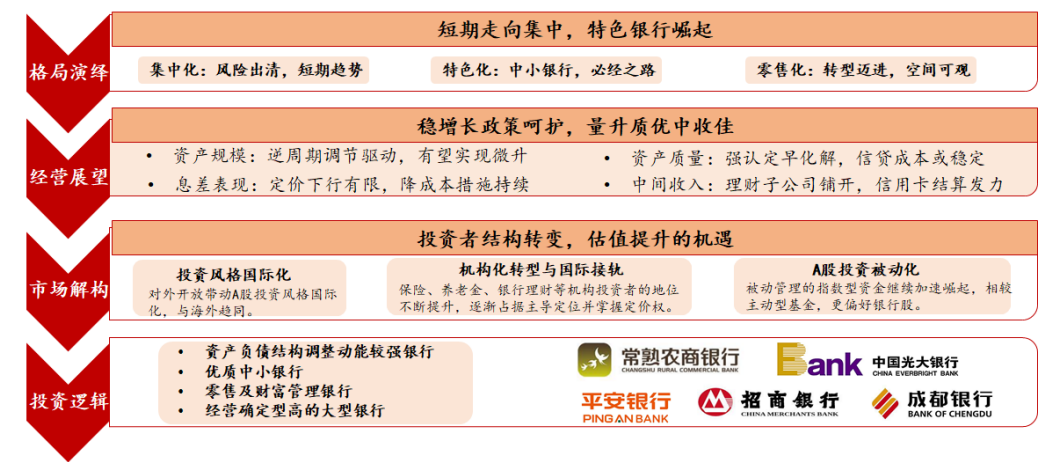 格局演绎
短期走向集中，特色银行崛起
集中化：风险出清，短期趋势
特色化：中小银行，必经之路
零售化：转型迈进，空间可观
经营展望
稳增长政策呵护，量升质优中收佳
• 资产规模：逆周期调节驱动，有望实现微升
• 息差表现：定价下行有限，降成本措施持续
• 资产质量：强认定早化解，信贷成本或稳定
• 中间收入：理财子公司铺开，信用卡结算发力
市场解构
投资者结构转变，估值提升的机遇
投资风格国际化
对外开放带动A股投资风格国际
化，与海外趋同。
机构化转型与国际接轨
保险、养老金、银行理财等机构投资者的地位
不断提升，逐渐占据主导定位并掌握定价权。
A股投资被动化
被动管理的指数型资金继续加速崛起，相较
主动型基金，更偏好银行股。
投资逻辑
• 资产负债结构调整动能较强银行
• 优质中小银行
• 零售及财富管理银行
• 经营确定型高的大型银行
常熟农商银行
CHANGSHU RURAL COMMERCIAL BANK
Bank
中国光大银行
CHINA EVERBRIGHT BANK
平安银行
PING AN BANK
招商银行
CHINA MERCHANTS BANK
成都银行
BANK OF CHENGDU